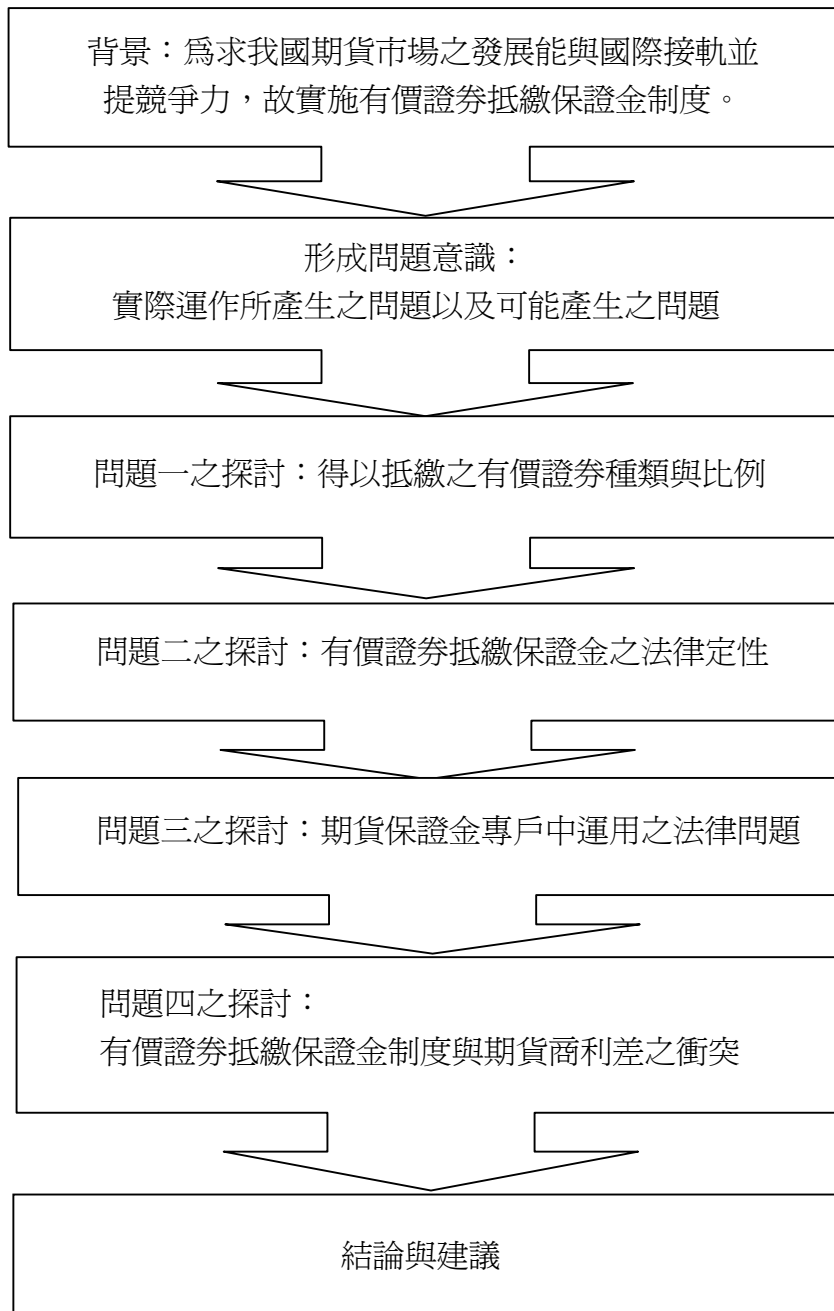 背景：為求我國期貨市場之發展能與國際接軌並
提競爭力，故實施有價證券抵繳保證金制度。
形成問題意識：
實際運作所產生之問題以及可能產生之問題
問題一之探討：得以抵繳之有價證券種類與比例
問題二之探討：有價證券抵繳保證金之法律定性
問題三之探討：期貨保證金專戶中運用之法律問題
問題四之探討：
有價證券抵繳保證金制度與期貨商利差之衝突
結論與建議